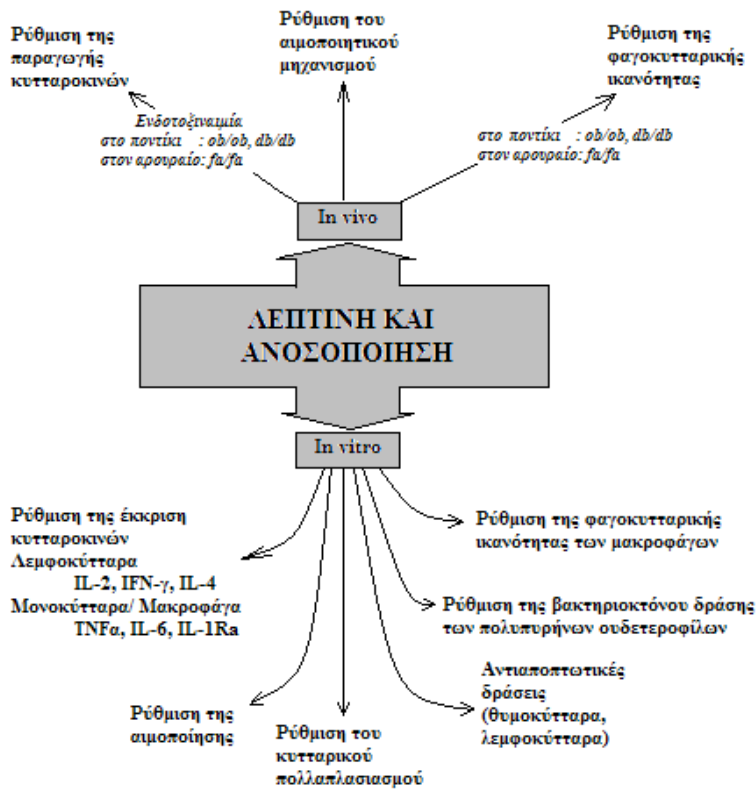 Ρύθμιση της
παραγωγής
κυτταροκινών
Ρύθμιση του
αιμοποιητικού
μηχανισμού
Ρύθμιση της
φαγοκυτταρικής
ικανότητας
Ενδοτοξιναιμία
στο ποντίκι : ob/ob, db/db
στον αρουραίο: fa/fa
στο ποντίκι : ob/ob, db/db
στον αρουραίο: fa/fa
In vivo
ΛΕΠΤΙΝΗ ΚΑΙ
ΑΝΟΣΟΠΟΙΗΣΗ
In vitro
Ρύθμιση της έκκριση
κυτταροκινών
Λεμφοκύτταρα
IL-2, IFN-γ, IL-4
Μονοκύτταρα/ Μακροφάγα
TNFα, IL-6, IL-1Ra
Ρύθμιση της
αιμοποίησης
Ρύθμιση του
κυτταρικού
πολλαπλασιασμού
Αντιαποπτωτικές
δράσεις
(θυμοκύτταρα,
λεμφοκύτταρα)
Ρύθμιση της βακτηριοκτόνου δράσης
των πολυπυρήνων ουδετεροφίλων
Ρύθμιση της φαγοκυτταρικής
ικανότητας των μακροφάγων